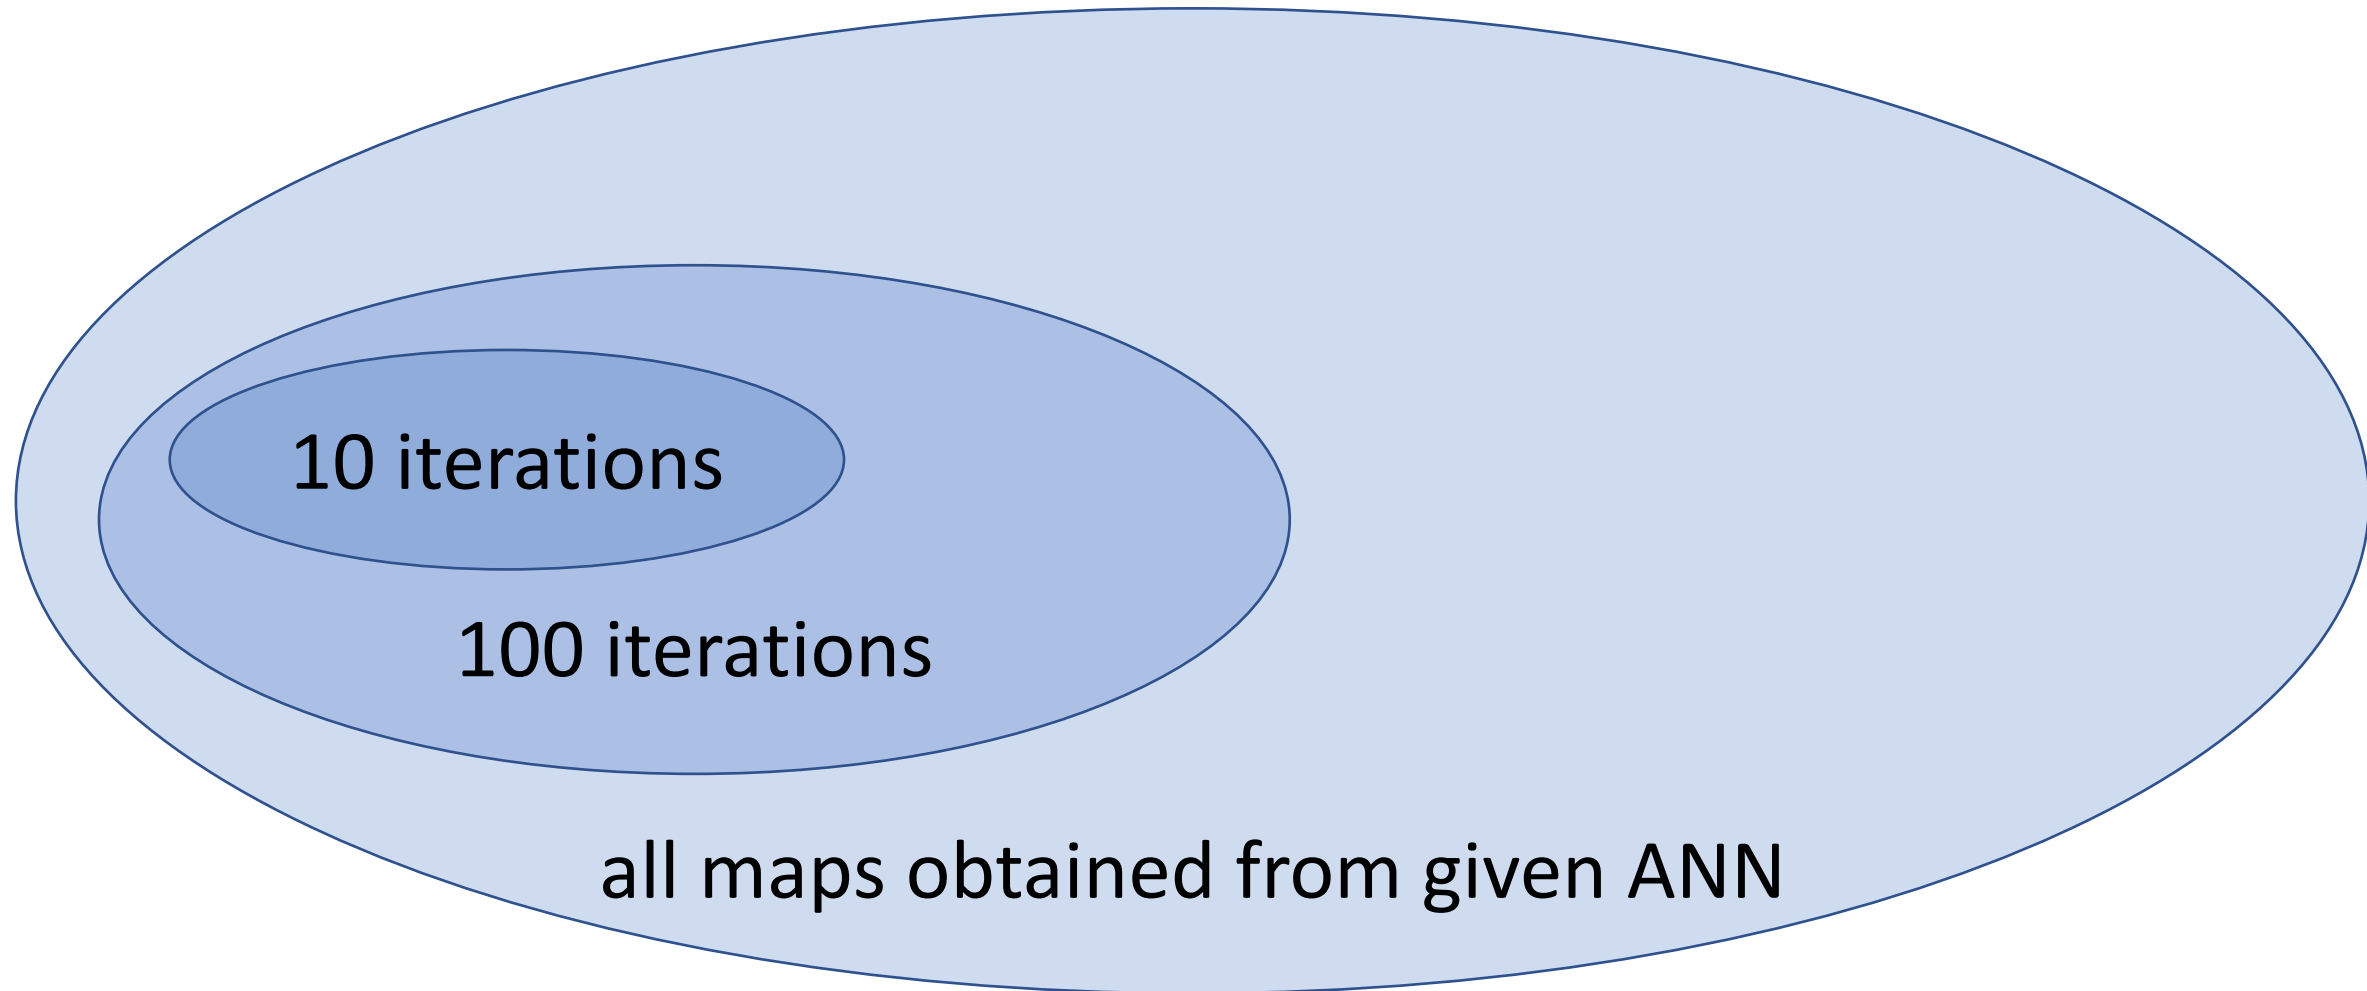 10 iterations
100 iterations
all maps obtained from given ANN